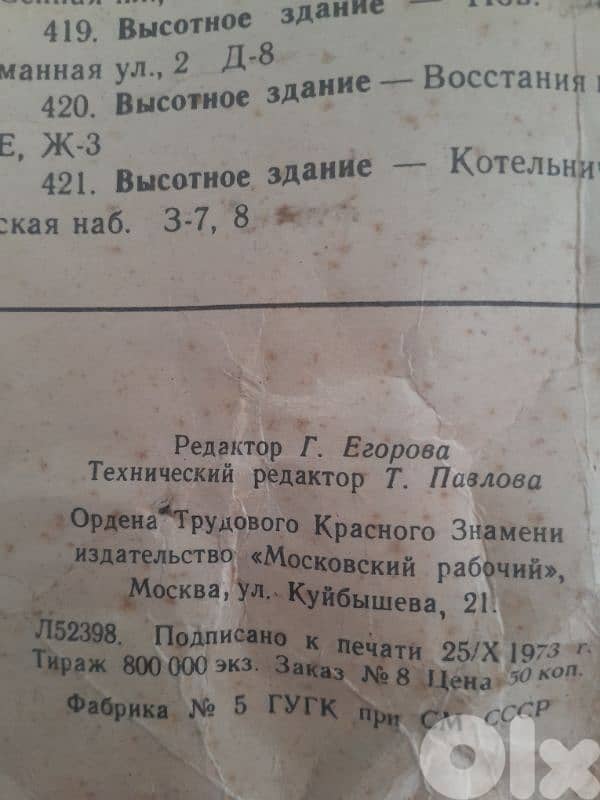 419. Высотное здание —
манная ул., 2 Д-8
420. Высотное здание — Восстания
Е, Ж-3
421. Высотное здание — Котельнич
ская наб. З-7, 8
Редактор Г. Егорова
Технический редактор Т. Павлова
Ордена Трудового Красного Знамени
издательство «Московский рабочий»,
Москва, ул. Куйбышева, 21.
Л52398. Подписано к печати 25/X 1973 г.
Тираж 800 000 экз. Заказ № 8 Цена 50 коп.
Фабрика № 5 ГУГК при СМ СССР
OLX